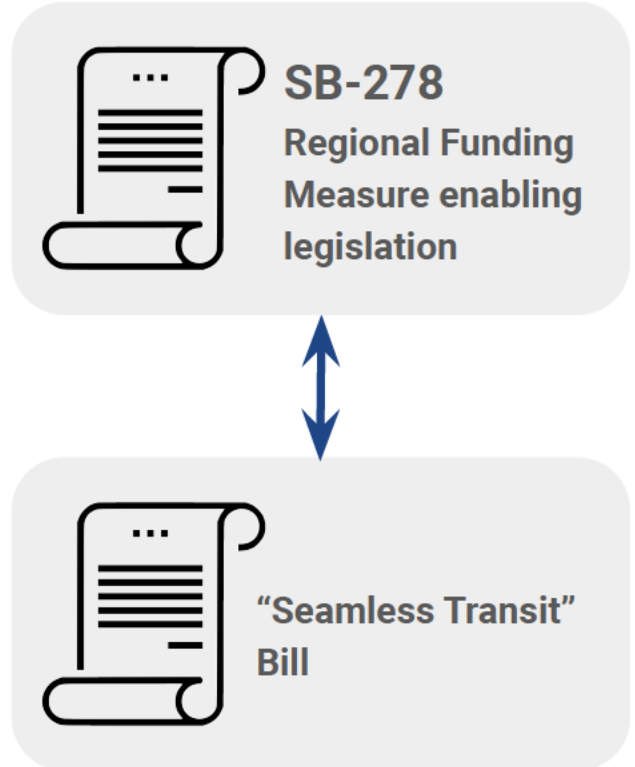 SB-278
Regional Funding
Measure enabling
legislation
“Seamless Transit”
Bill